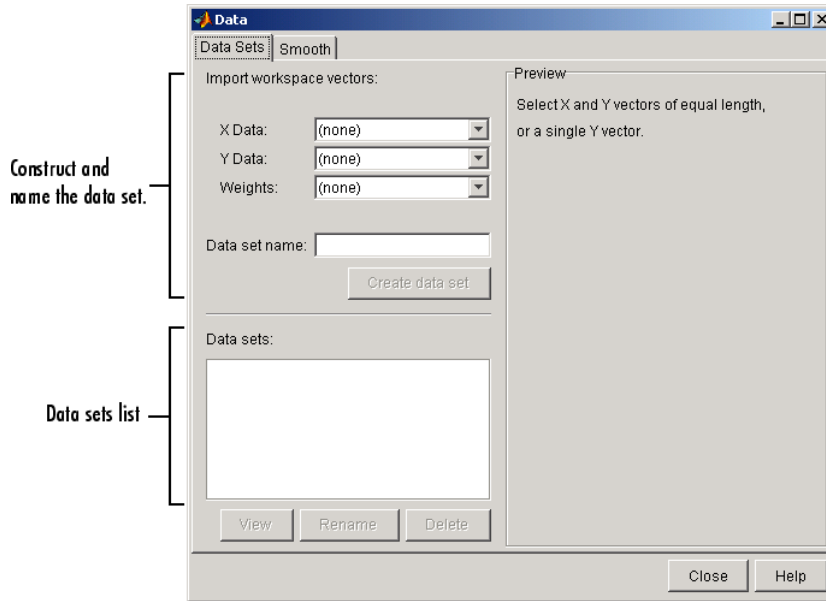 Data
Data Sets
Smooth
Import workspace vectors:
X Data:
(none)
Y Data:
(none)
Weights:
(none)
Data set name:
Create data set
Data sets:
View
Rename
Delete
Preview
Select X and Y vectors of equal length,
or a single Y vector.
Close
Help
Construct and
name the data set.
Data sets list